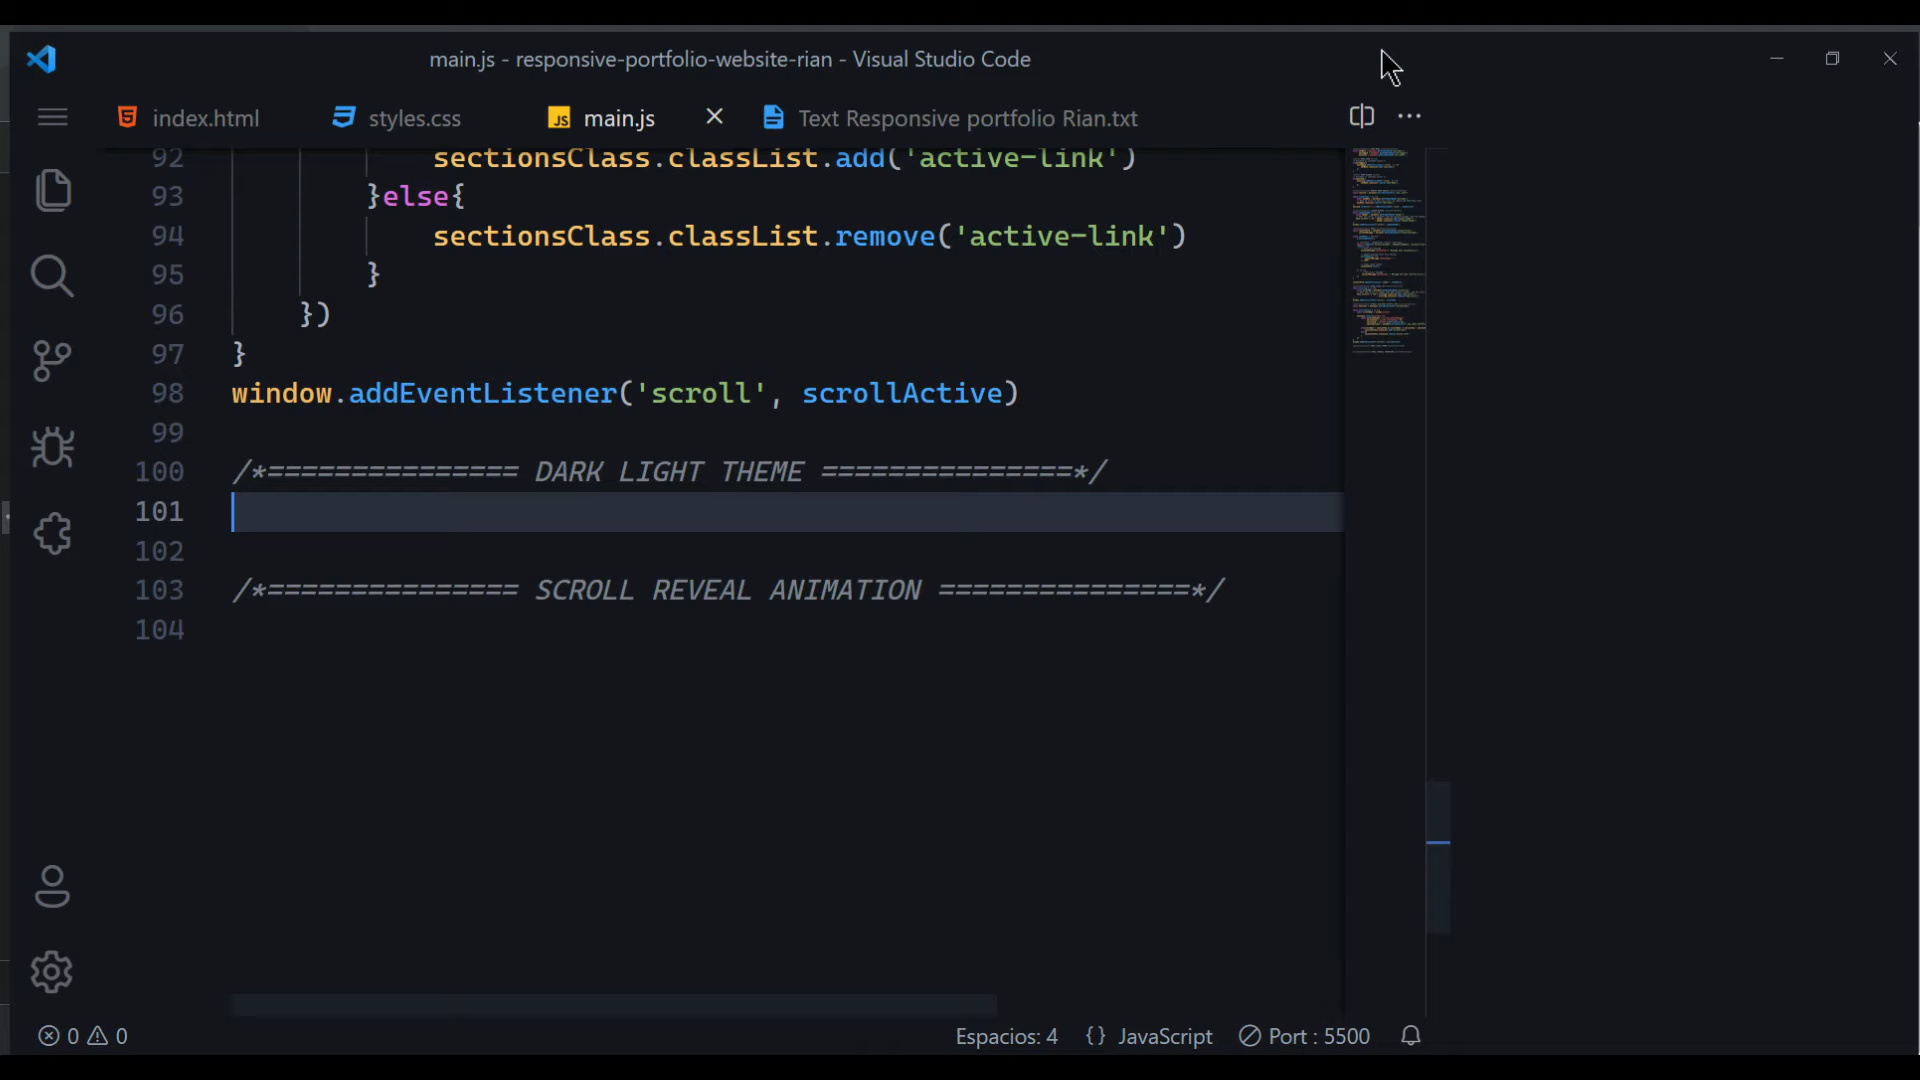 main.js - responsive-portfolio-website-rian - Visual Studio Code
index.html styles.css JS main.js Text Responsive portfolio Rian.txt
92 sectionsClass.classList.add('active-link')
93 }else{
94 sectionsClass.classList.remove('active-link')
95 }
96 })
97 }
98 window.addEventListener('scroll', scrollActive)
99
100 /*=============== DARK LIGHT THEME ===============*/
101
102
103 /*=============== SCROLL REVEAL ANIMATION ===============*/
104
0 0 Espacios: 4 {} JavaScript Port : 5500